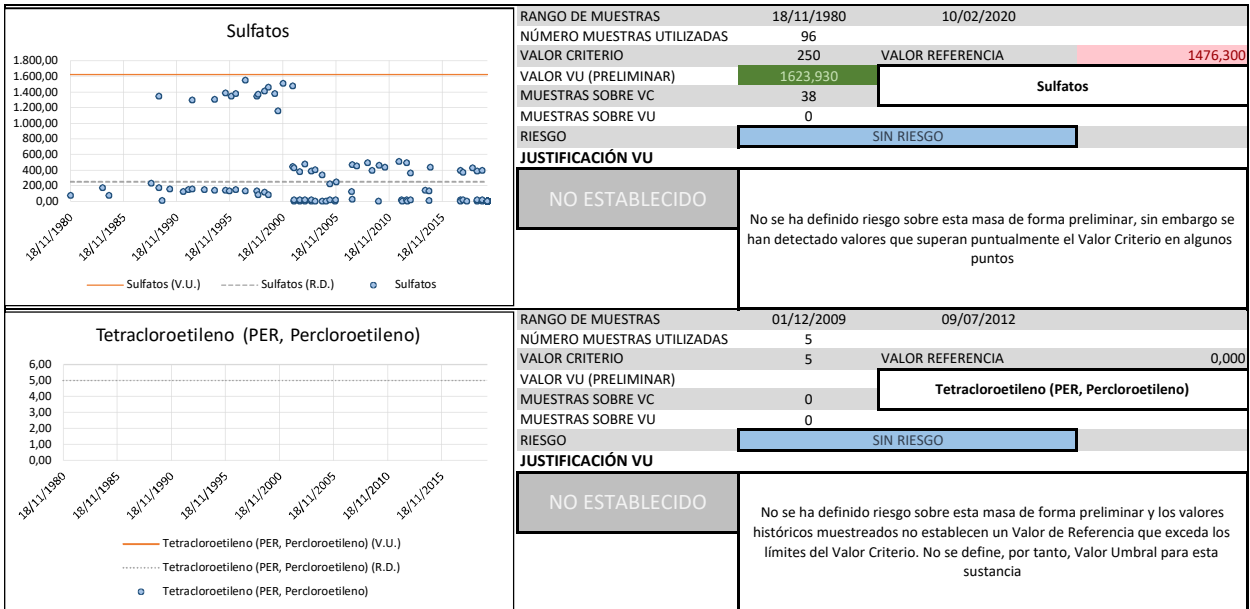 Sulfatos
1.800,00
1.600,00
1.400,00
1.200,00
1.000,00
800,00
600,00
400,00
200,00
0,00
18/11/1980
18/11/1985
18/11/1990
18/11/1995
18/11/2000
18/11/2005
18/11/2010
18/11/2015
Sulfatos (V.U.) Sulfatos (R.D.) Sulfatos
RANGO DE MUESTRAS 18/11/1980 10/02/2020
NÚMERO MUESTRAS UTILIZADAS 96
VALOR CRITERIO 250 VALOR REFERENCIA 1476,300
VALOR VU (PRELIMINAR) 1623,930
Sulfatos
MUESTRAS SOBRE VC 38
MUESTRAS SOBRE VU 0
RIESGO SIN RIESGO
JUSTIFICACIÓN VU
NO ESTABLECIDO
No se ha definido riesgo sobre esta masa de forma preliminar, sin embargo se
han detectado valores que superan puntualmente el Valor Criterio en algunos
puntos
Tetracloroetileno (PER, Percloroetileno)
6,00
5,00
4,00
3,00
2,00
1,00
0,00
18/11/1980
18/11/1985
18/11/1990
18/11/1995
18/11/2000
18/11/2005
18/11/2010
18/11/2015
Tetracloroetileno (PER, Percloroetileno) (V.U.)
Tetracloroetileno (PER, Percloroetileno) (R.D.)
Tetracloroetileno (PER, Percloroetileno)
RANGO DE MUESTRAS 01/12/2009 09/07/2012
NÚMERO MUESTRAS UTILIZADAS 5
VALOR CRITERIO 5 VALOR REFERENCIA 0,000
VALOR VU (PRELIMINAR)
Tetracloroetileno (PER, Percloroetileno)
MUESTRAS SOBRE VC 0
MUESTRAS SOBRE VU 0
RIESGO SIN RIESGO
JUSTIFICACIÓN VU
NO ESTABLECIDO
No se ha definido riesgo sobre esta masa de forma preliminar y los valores
históricos muestreados no establecen un Valor de Referencia que exceda los
límites del Valor Criterio. No se define, por tanto, Valor Umbral para esta
sustancia